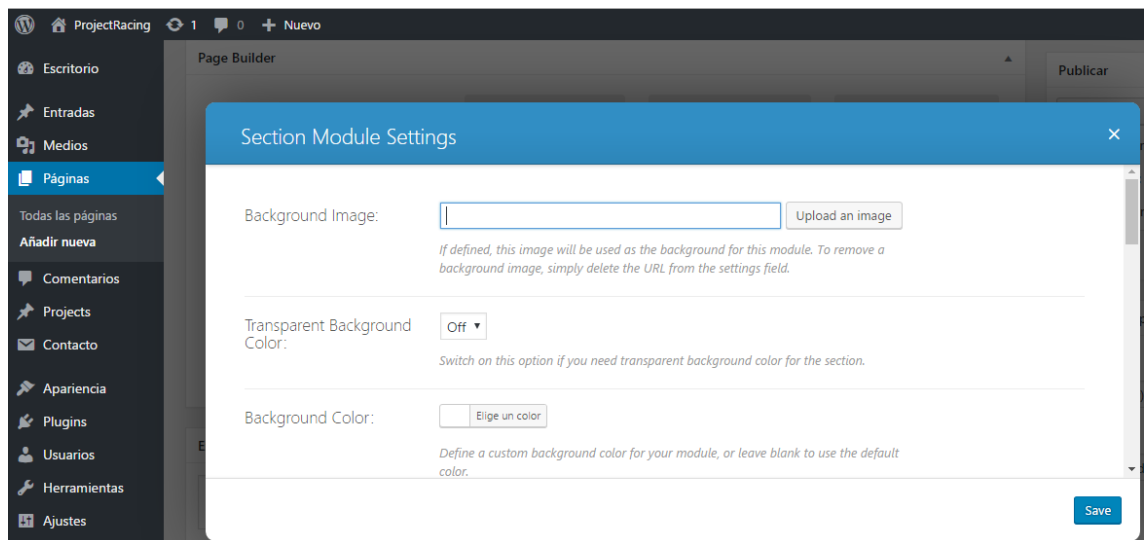 ProjectRacing 1 0 + Nuevo
Escritorio
Entradas
Medios
Páginas
Todas las páginas
Añadir nueva
Comentarios
Projects
Contacto
Apariencia
Plugins
Usuarios
Herramientas
Ajustes
Page Builder
Publicar
Section Module Settings
Background Image:
Upload an image
If defined, this image will be used as the background for this module. To remove a
background image, simply delete the URL from the settings field.
Transparent Background
Color:
Off
Switch on this option if you need transparent background color for the section.
Background Color:
Elige un color
Define a custom background color for your module, or leave blank to use the default
color.
Save